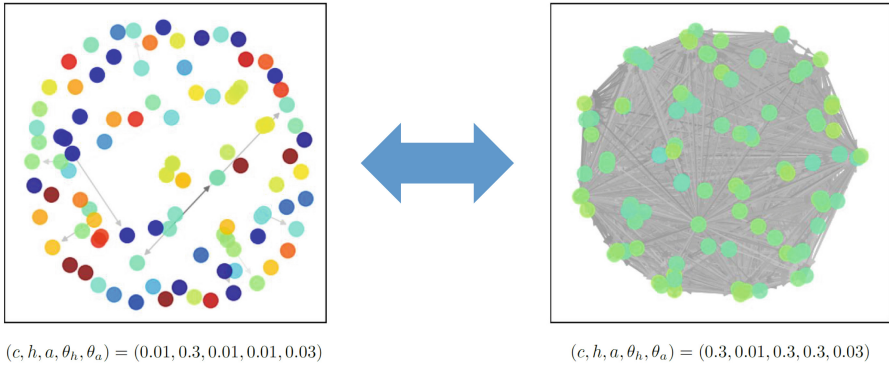 (c, h, a, θ_h, θ_a) = (0.01, 0.3, 0.01, 0.01, 0.03)
(c, h, a, θ_h, θ_a) = (0.3, 0.01, 0.3, 0.3, 0.03)